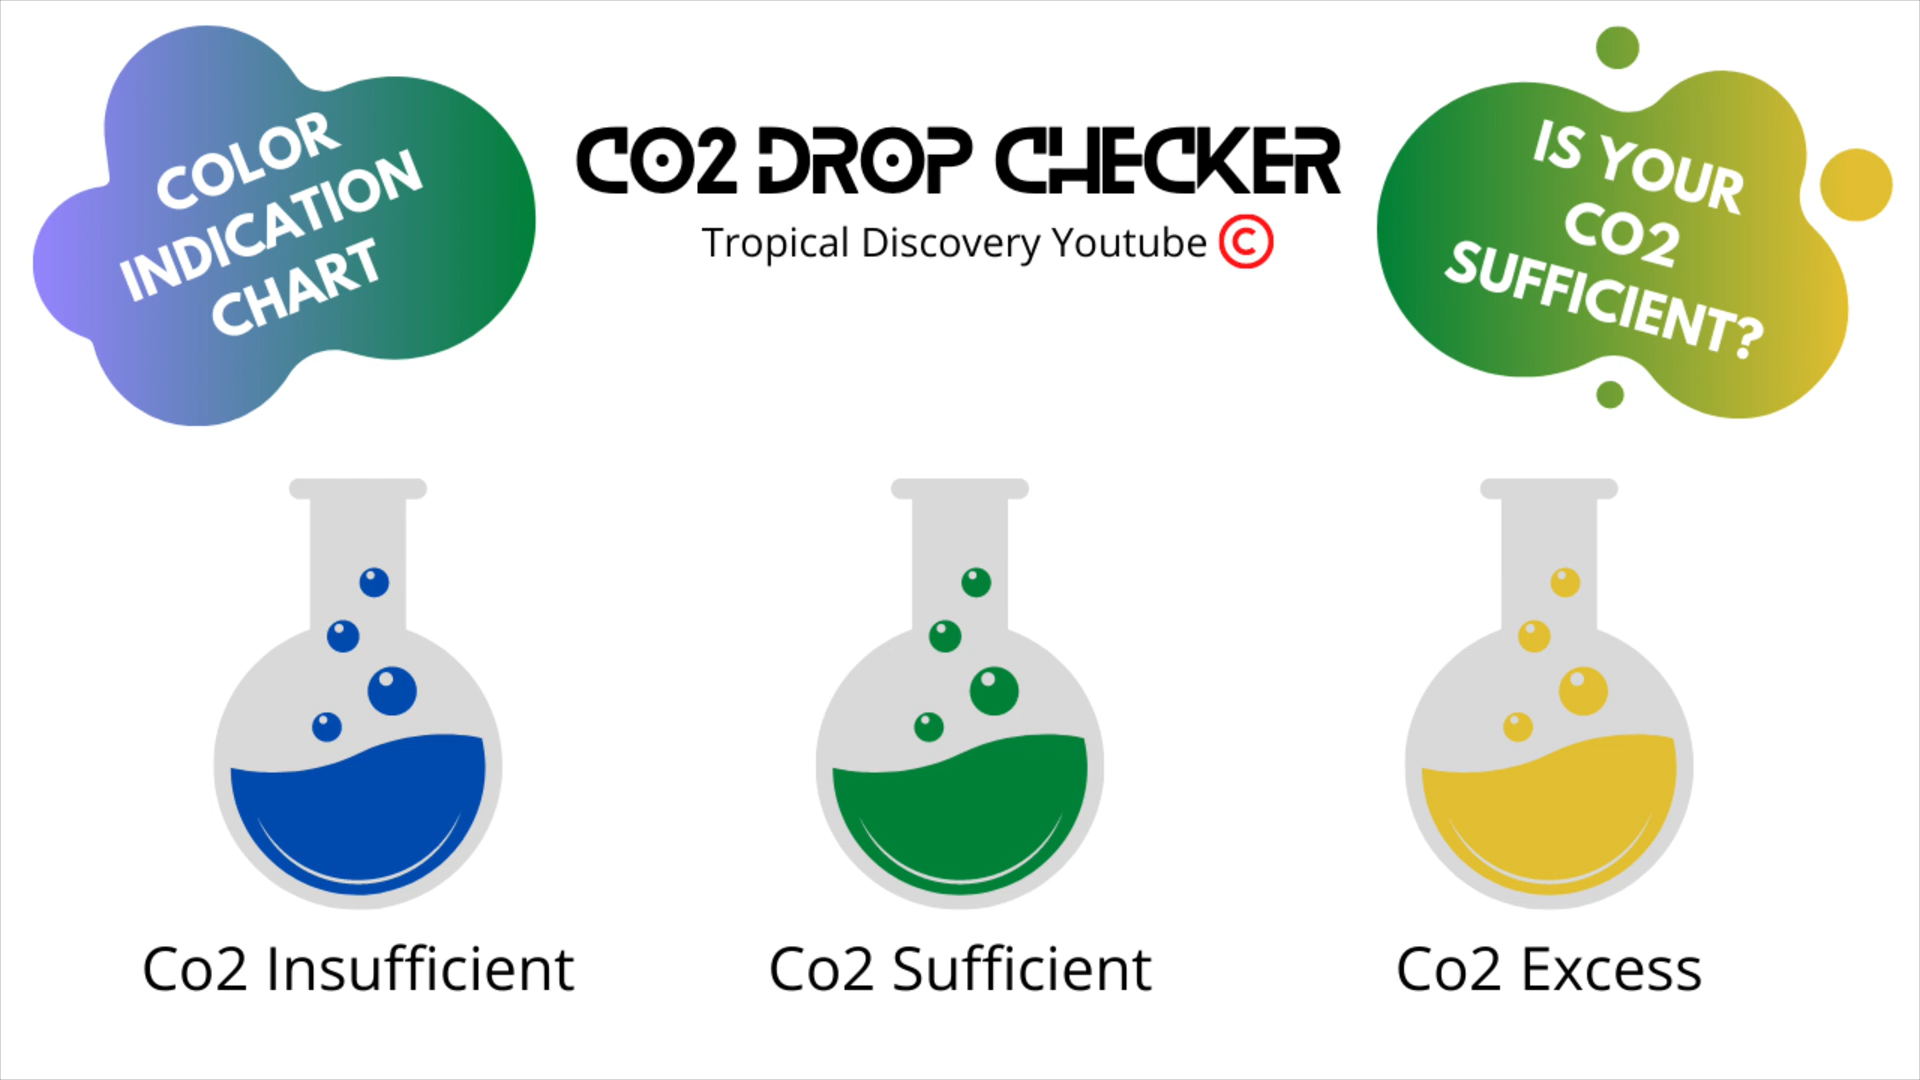 COLOR
INDICATION
CHART
CO2 DROP CHECKER
Tropical Discovery Youtube ©
IS YOUR
CO2
SUFFICIENT?
Co2 Insufficient
Co2 Sufficient
Co2 Excess